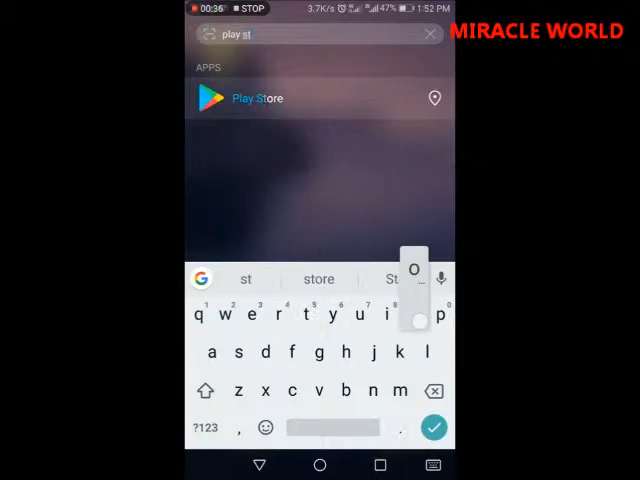 00:36 STOP 3.7K/s 47% 1:52 PM
MIRACLE WORLD
play st
APPS
Play Store
G st store St
o
...
1 2 3 4 5 6 7 8 0
q w e r t y u i p
a s d f g h j k l
z x c v b n m
?123 , .